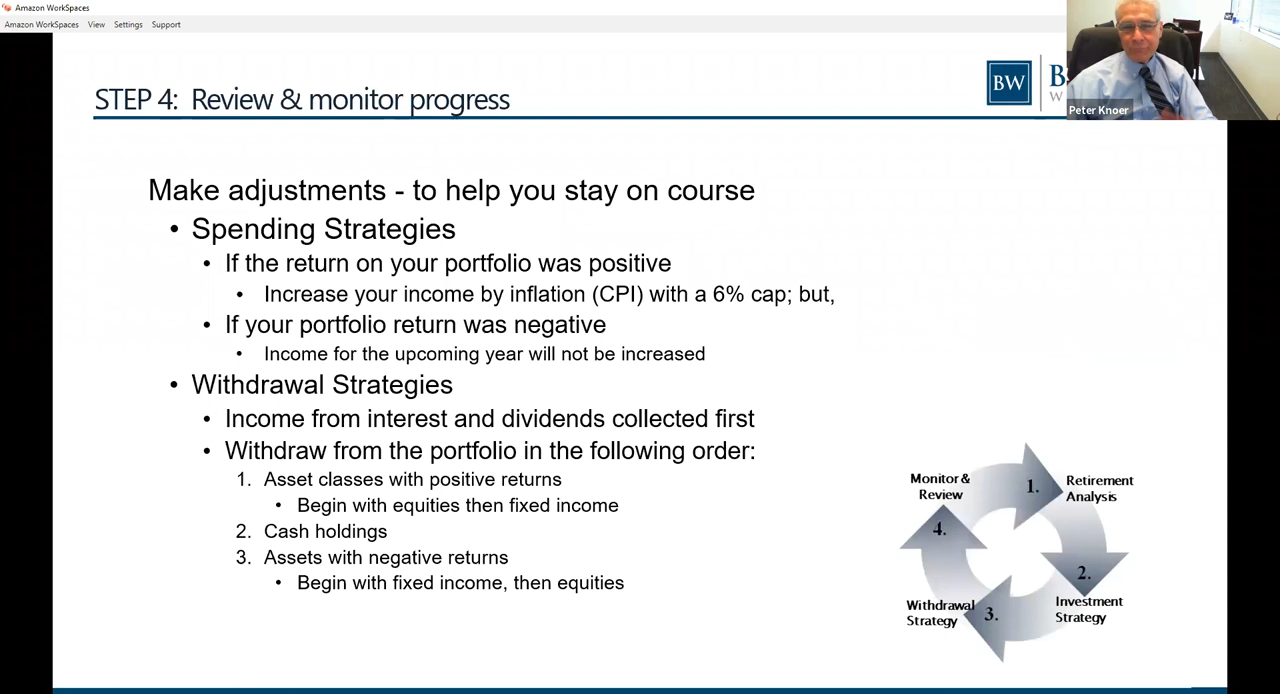 Amazon WorkSpaces
Amazon WorkSpaces View Settings Support
STEP 4: Review & monitor progress
BW
B
W
Peter Knoer
Make adjustments - to help you stay on course
• Spending Strategies
• If the return on your portfolio was positive
• Increase your income by inflation (CPI) with a 6% cap; but,
• If your portfolio return was negative
• Income for the upcoming year will not be increased
• Withdrawal Strategies
• Income from interest and dividends collected first
• Withdraw from the portfolio in the following order:
1. Asset classes with positive returns
• Begin with equities then fixed income
2. Cash holdings
3. Assets with negative returns
• Begin with fixed income, then equities
1.
Retirement
Analysis
2.
Investment
Strategy
3.
Withdrawal
Strategy
4.
Monitor &
Review